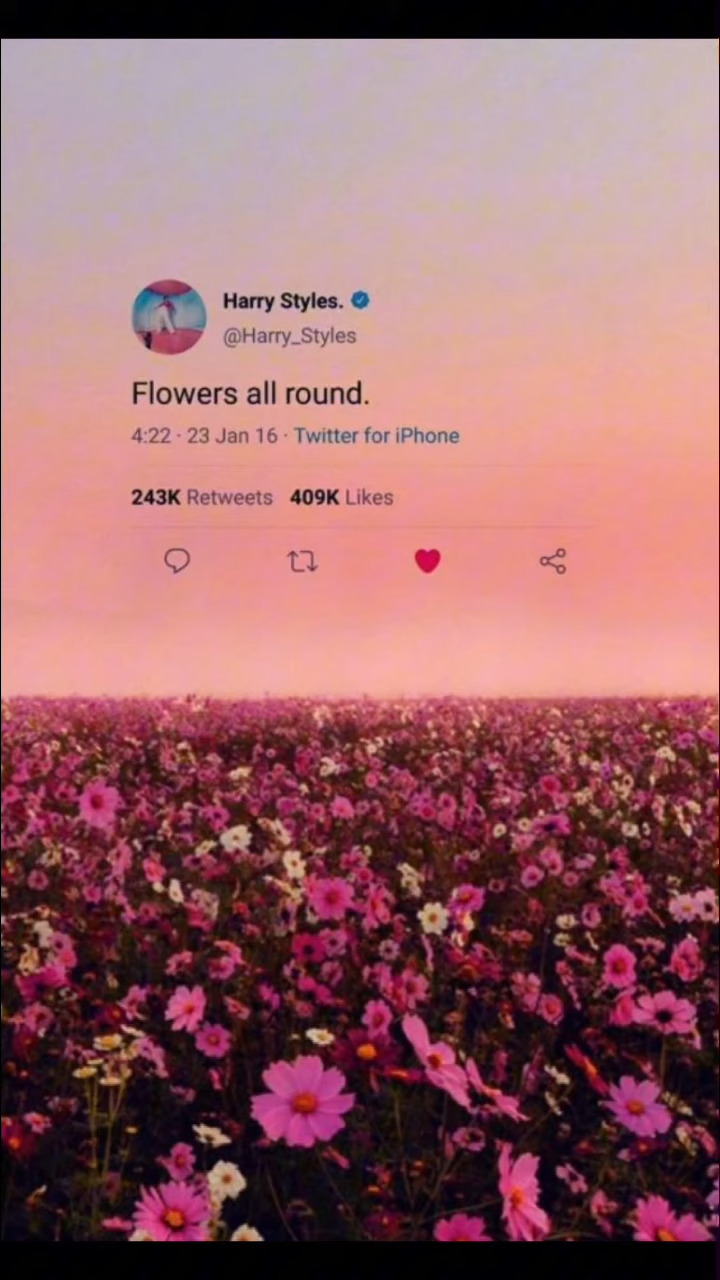 Harry Styles.
@Harry_Styles
Flowers all round.
4:22 · 23 Jan 16 · Twitter for iPhone
243K Retweets 409K Likes